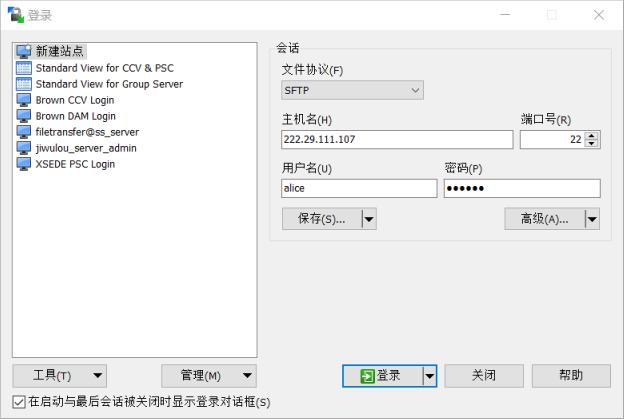 登录
新建站点
Standard View for CCV & PSC
Standard View for Group Server
Brown CCV Login
Brown DAM Login
filetransfer@ss_server
jiwulou_server_admin
XSEDE PSC Login
会话
文件协议(F)
SFTP
主机名(H) 端口号(R)
222.29.111.107 22
用户名(U) 密码(P)
alice ●●●●●●
保存(S)... 高级(A)...
工具(T) 管理(M) 登录 关闭 帮助
在启动与最后会话被关闭时显示登录对话框(S)